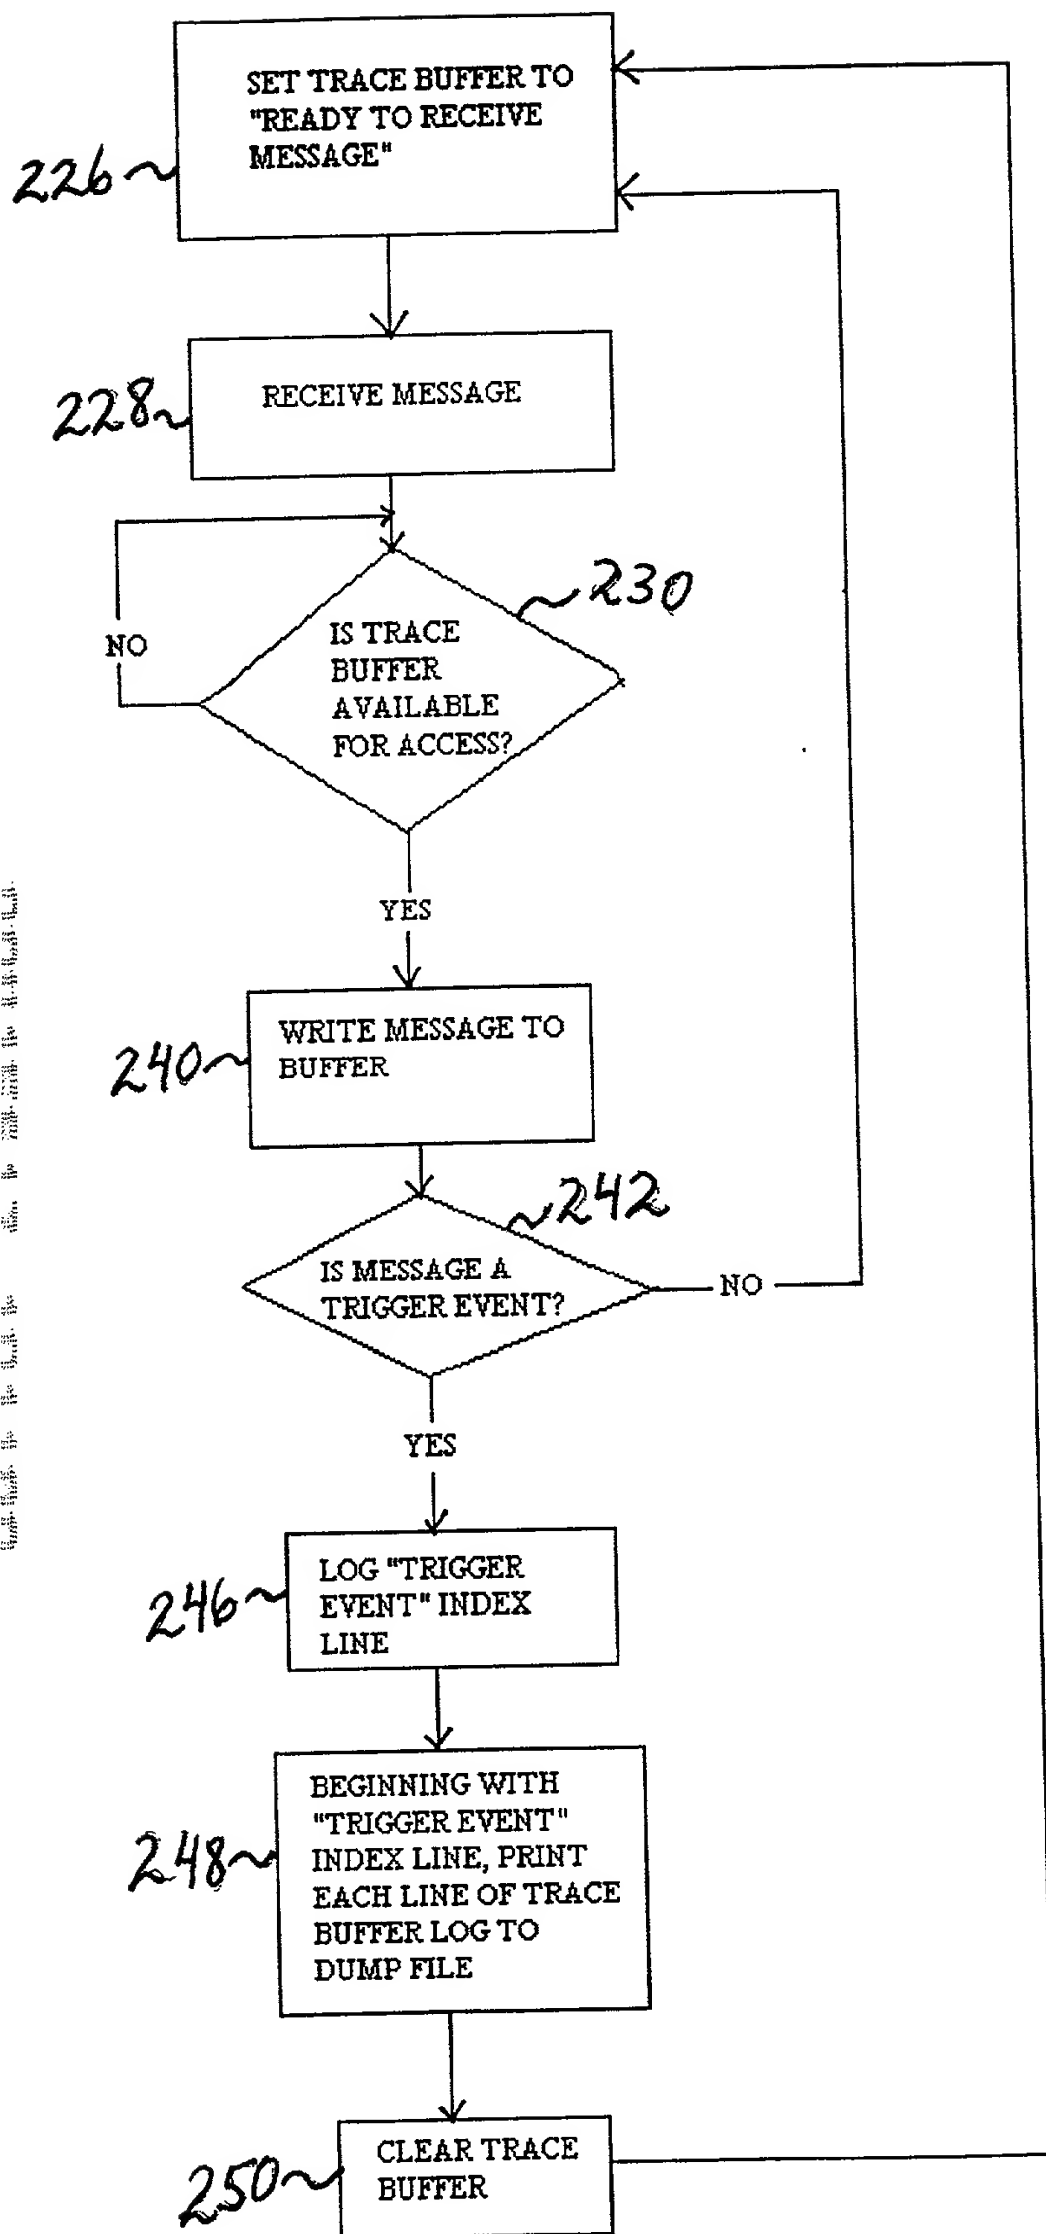 SET TRACE BUFFER TO
"READY TO RECEIVE
MESSAGE"
226
RECEIVE MESSAGE
228
230
IS TRACE
BUFFER
AVAILABLE
FOR ACCESS?
NO
YES
WRITE MESSAGE TO
BUFFER
240
242
IS MESSAGE A
TRIGGER EVENT?
NO
YES
LOG "TRIGGER
EVENT" INDEX
LINE
246
BEGINNING WITH
"TRIGGER EVENT"
INDEX LINE, PRINT
EACH LINE OF TRACE
BUFFER LOG TO
DUMP FILE
248
CLEAR TRACE
BUFFER
250